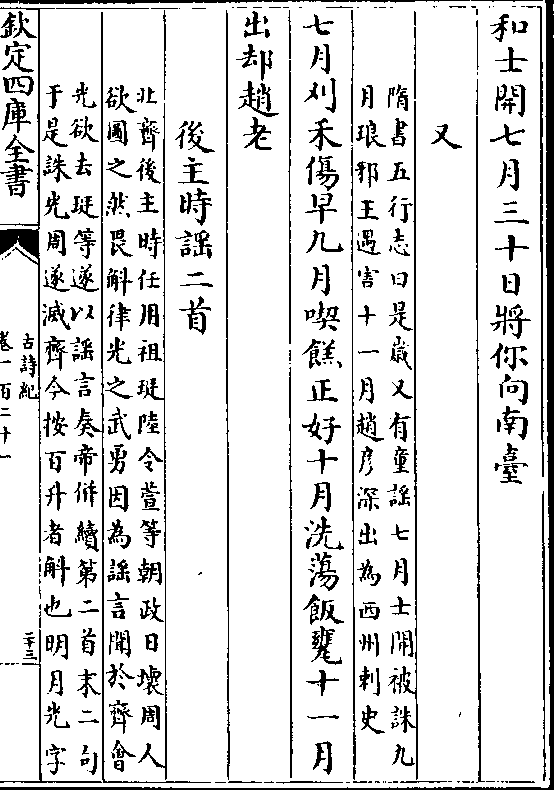 和士開七月三十日將你向南臺
又
隋書五行志曰是嵗又有童謡七月士開被誅九
月琅邪王遇害十一月趙彦深出為西州刺史
七月刈禾傷早九月喫餻正好十月洗蕩飯甕十一月
出却趙老
後主時謡二首
北齊後主時任用祖珽陸令萱等朝政日壞周人
欲圖之然畏斛律光之武勇因為謡言聞於齊會
光欲去珽等遂以謡言奏帝併續第二首末二句
于是誅光周遂滅齊今按百升者斛也明月光字
欽定四庫全書
古詩紀
卷一百二十一
二十三